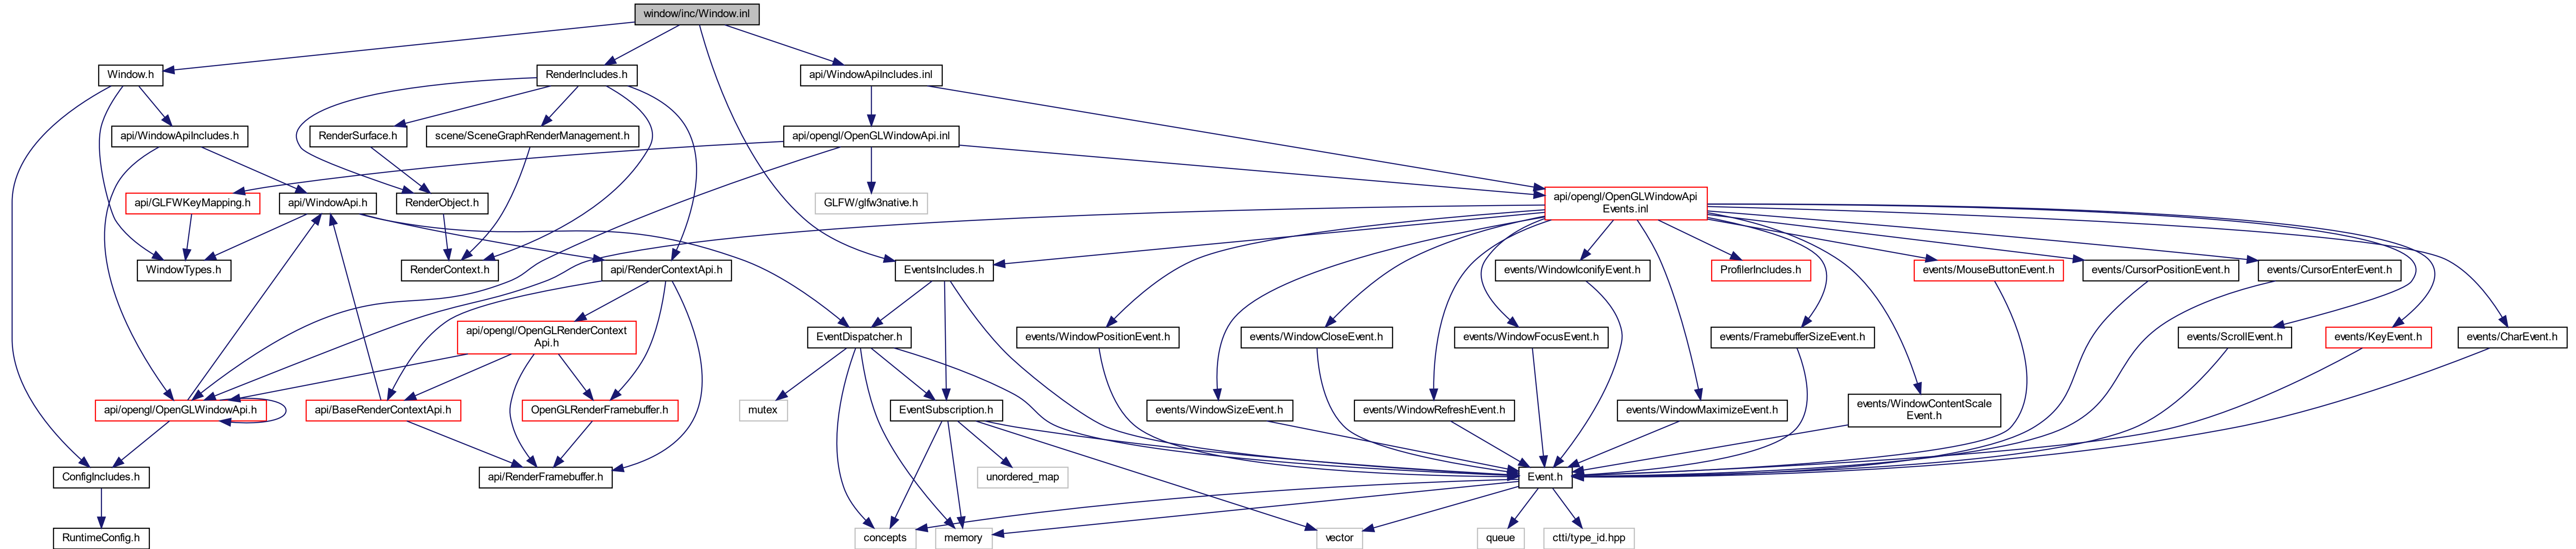 window/inc/Window.inl
Window.h
RenderIncludes.h
api/WindowApiIncludes.inl
api/WindowApiIncludes.h
RenderSurface.h
scene/SceneGraphRenderManagement.h
api/opengl/OpenGLWindowApi.inl
api/GLFWKeyMapping.h
api/WindowApi.h
RenderObject.h
GLFW/glfw3native.h
api/opengl/OpenGLWindowApi
Events.inl
WindowTypes.h
RenderContext.h
api/RenderContextApi.h
EventsIncludes.h
events/WindowIconifyEvent.h
ProfilerIncludes.h
events/MouseButtonEvent.h
events/CursorPositionEvent.h
events/CursorEnterEvent.h
api/opengl/OpenGLRenderContext
Api.h
EventDispatcher.h
events/WindowPositionEvent.h
events/WindowCloseEvent.h
events/WindowFocusEvent.h
events/FramebufferSizeEvent.h
events/ScrollEvent.h
events/KeyEvent.h
events/CharEvent.h
api/opengl/OpenGLWindowApi.h
api/BaseRenderContextApi.h
OpenGLRenderFramebuffer.h
mutex
EventSubscription.h
events/WindowSizeEvent.h
events/WindowRefreshEvent.h
events/WindowMaximizeEvent.h
events/WindowContentScale
Event.h
ConfigIncludes.h
api/RenderFramebuffer.h
unordered_map
Event.h
RuntimeConfig.h
concepts
memory
vector
queue
ctti/type_id.hpp